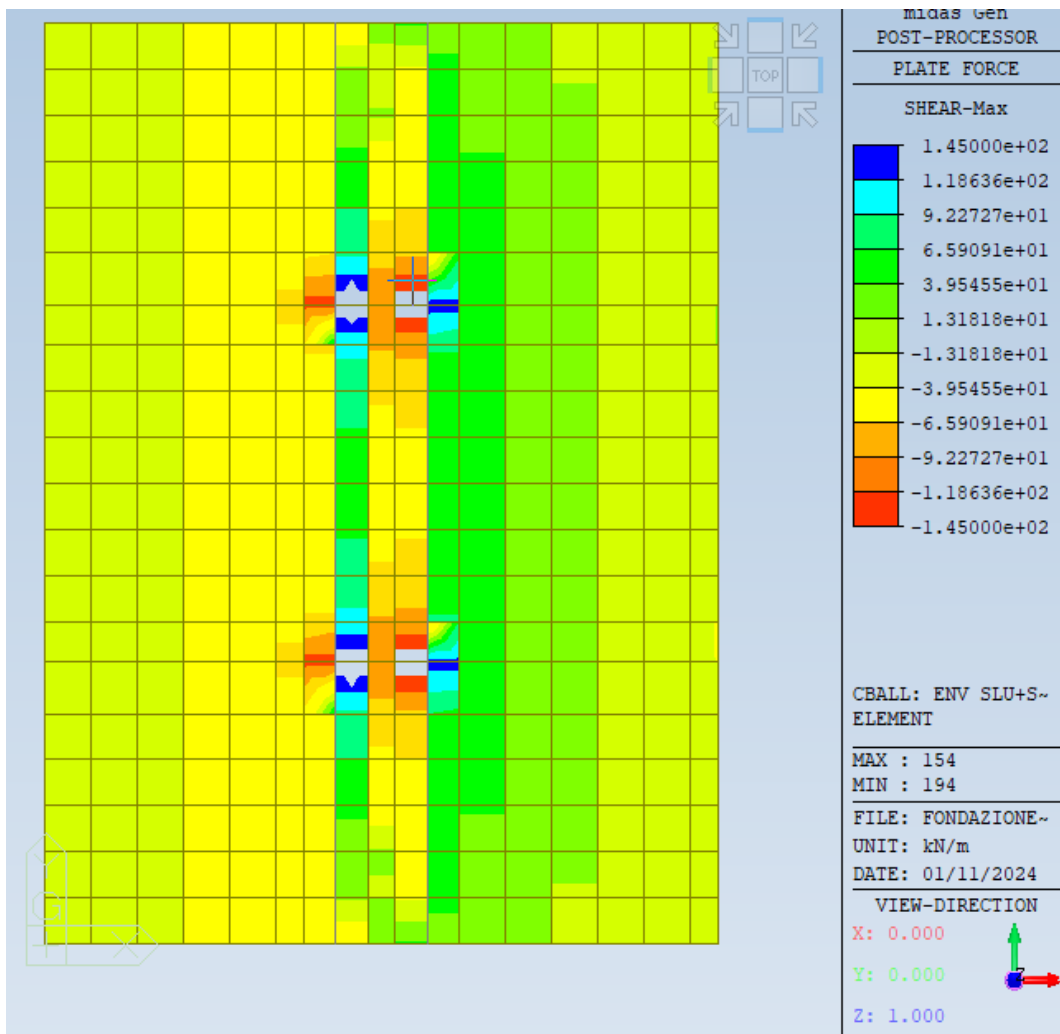 midas Gen
POST-PROCESSOR
PLATE FORCE
SHEAR-Max
1.45000e+02
1.18636e+02
9.22727e+01
6.59091e+01
3.95455e+01
1.31818e+01
-1.31818e+01
-3.95455e+01
-6.59091e+01
-9.22727e+01
-1.18636e+02
-1.45000e+02
CBALL: ENV SLU+S~
ELEMENT
MAX : 154
MIN : 194
FILE: FONDAZIONE~
UNIT: kN/m
DATE: 01/11/2024
VIEW-DIRECTION
X: 0.000
Y: 0.000
Z: 1.000
Z
TOP
Y
X